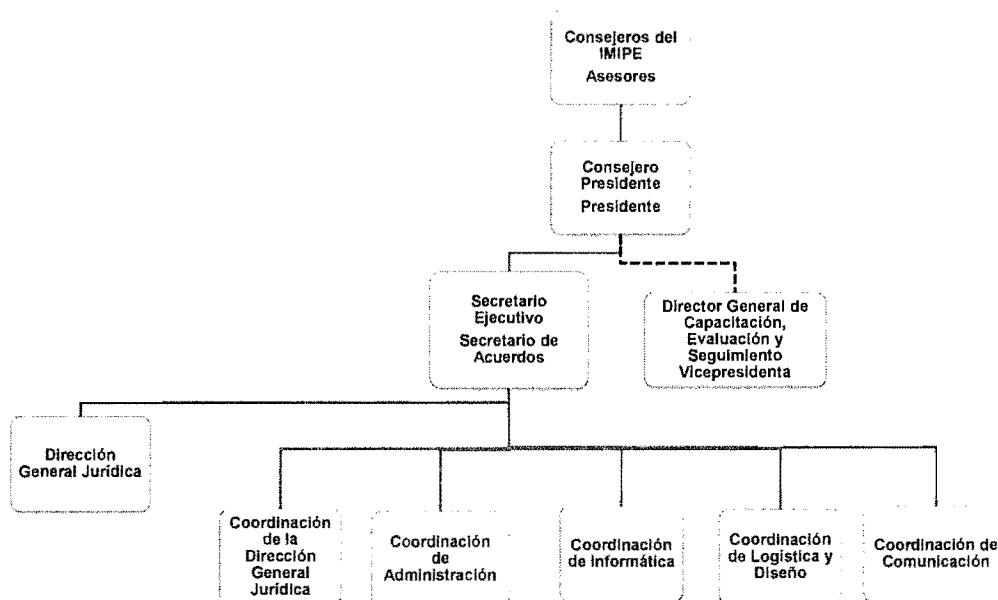 Consejeros del
IMIPE
Asesores
Consejero
Presidente
Presidente
Secretario
Ejecutivo
Secretario de
Acuerdos
Director General de
Capacitación,
Evaluación y
Seguimiento
Vicepresidenta
Dirección
General Jurídica
Coordinación
de la
Dirección
General
Jurídica
Coordinación
de
Administración
Coordinación
de Informática
Coordinación
de Logistica y
Diseño
Coordinación de
Comunicación